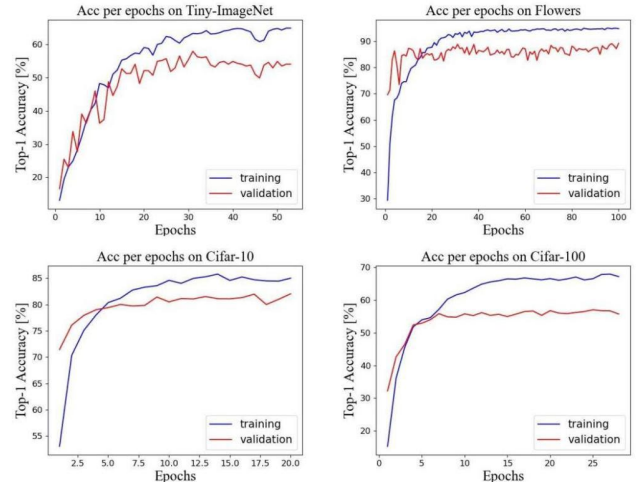 Acc per epochs on Tiny-ImageNet
Top-1 Accuracy [%]
60
50
40
30
20
training
validation
0 10 20 30 40 50
Epochs
Acc per epochs on Flowers
Top-1 Accuracy [%]
100
90
80
70
60
50
40
30
training
validation
0 20 40 60 80 100
Epochs
Acc per epochs on Cifar-10
Top-1 Accuracy [%]
85
80
75
70
65
60
55
training
validation
2.5 5.0 7.5 10.0 12.5 15.0 17.5 20.0
Epochs
Acc per epochs on Cifar-100
Top-1 Accuracy [%]
70
60
50
40
30
20
training
validation
0 5 10 15 20 25
Epochs